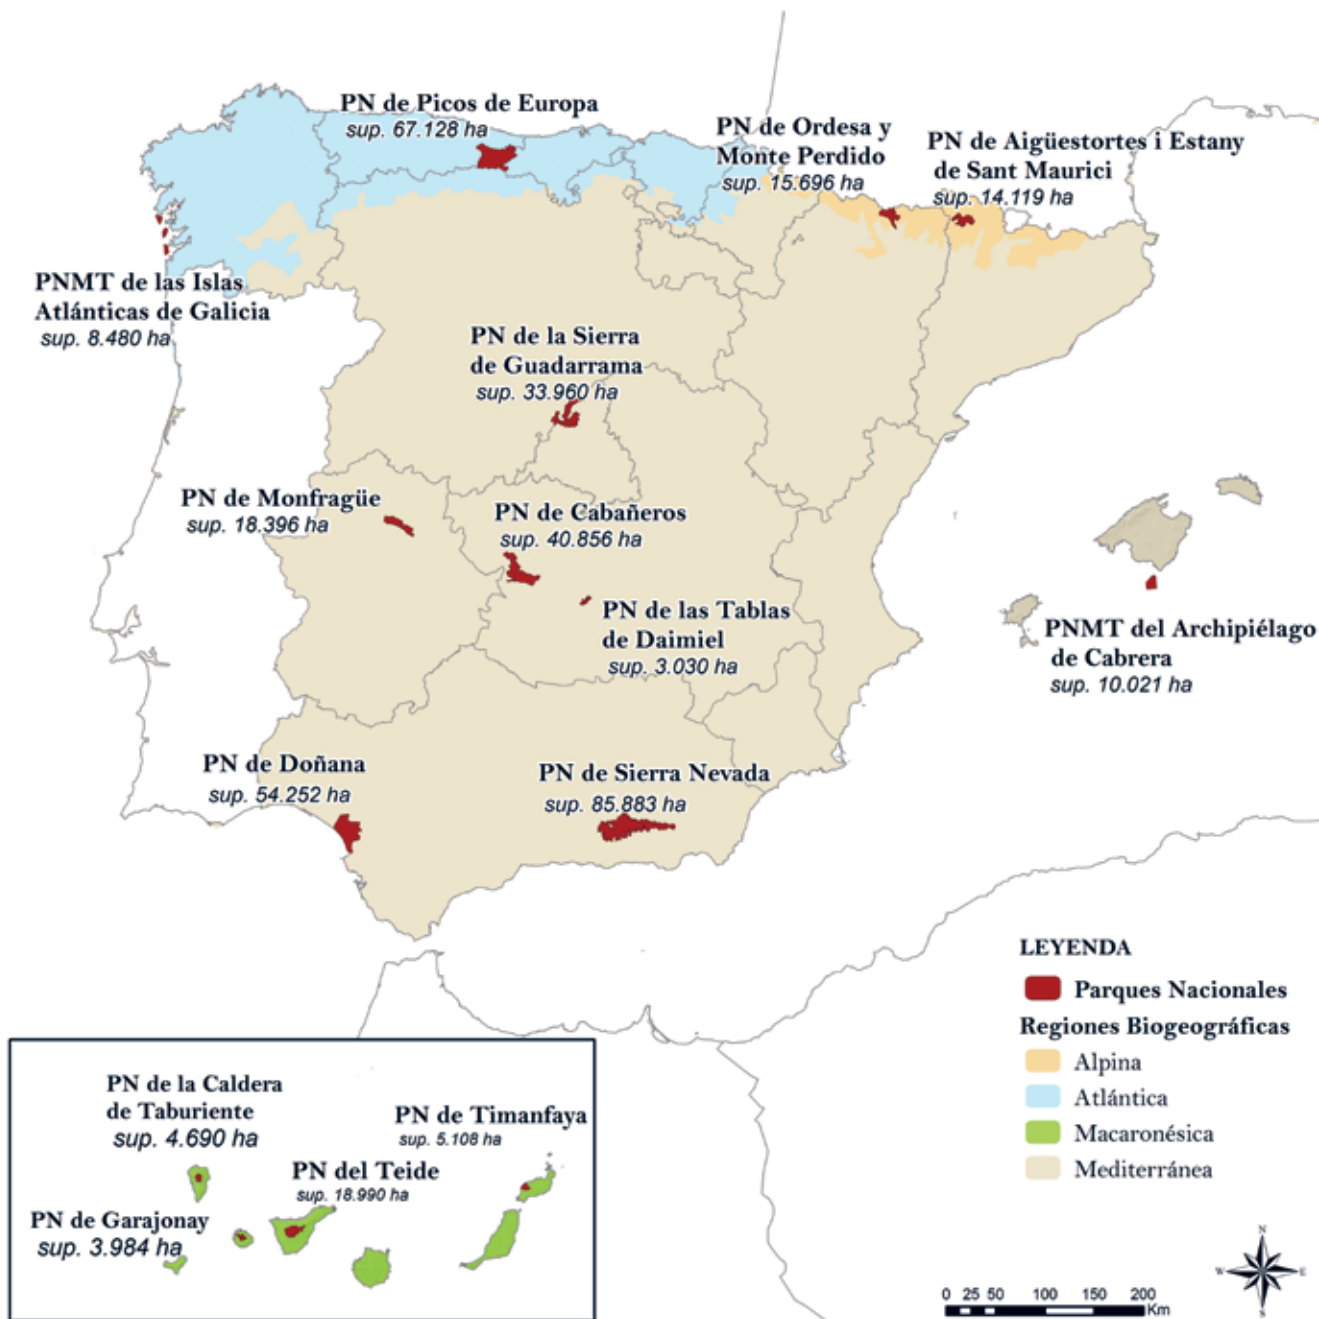 PN de Picos de Europa
sup. 67.128 ha
PN de Ordesa y
Monte Perdido
sup. 15.696 ha
PN de Aigüestortes i Estany
de Sant Maurici
sup. 14.119 ha
PNMT de las Islas
Atlánticas de Galicia
sup. 8.480 ha
PN de la Sierra
de Guadarrama
sup. 33.960 ha
PN de Monfragüe
sup. 18.396 ha
PN de Cabañeros
sup. 40.856 ha
PN de las Tablas
de Daimiel
sup. 3.030 ha
PNMT del Archipiélago
de Cabrera
sup. 10.021 ha
PN de Doñana
sup. 54.252 ha
PN de Sierra Nevada
sup. 85.883 ha
LEYENDA
Parques Nacionales
Regiones Biogeográficas
Alpina
Atlántica
Macaronésica
Mediterránea
PN de la Caldera
de Taburiente
sup. 4.690 ha
PN de Timanfaya
sup. 5.108 ha
PN del Teide
sup. 18.990 ha
PN de Garajonay
sup. 3.984 ha
N
W E
S
0 25 50 100 150 200
Km